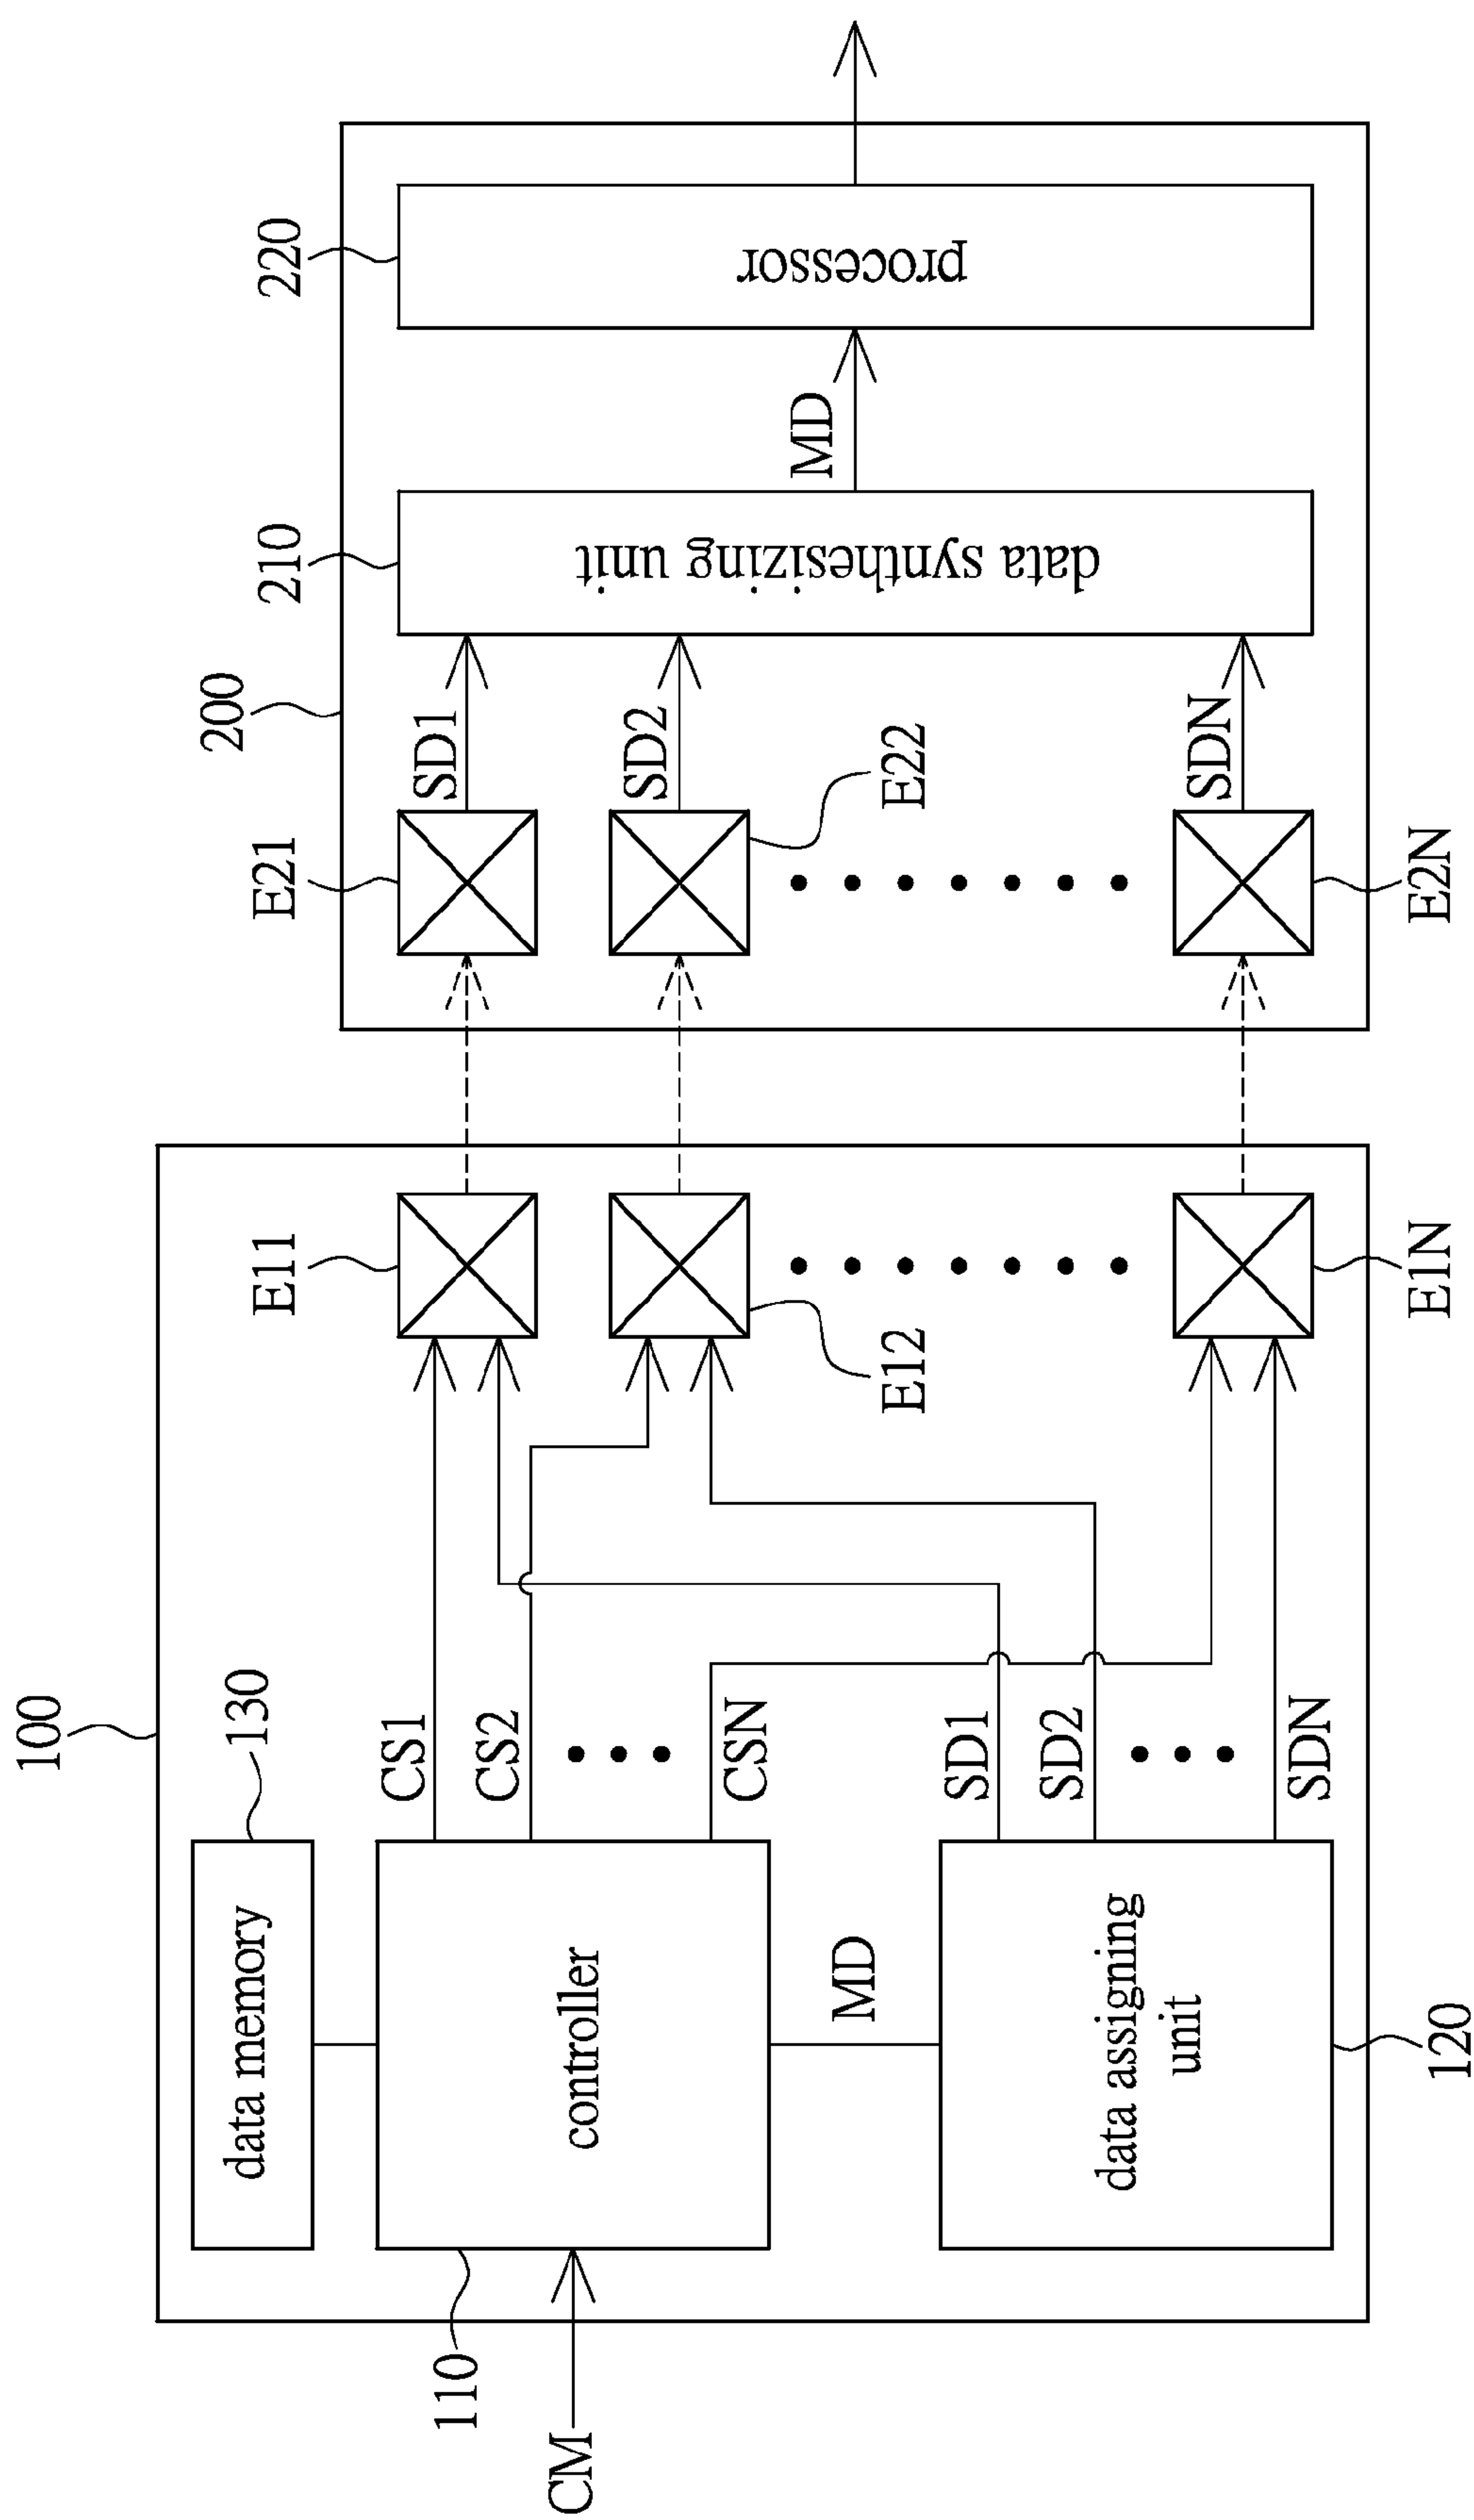 100
130
data memory
CS1
CS2
CSN
controller
110
CM
MD
SD1
SD2
SDN
data assigning
unit
120
E11
E12
E1N
200
E21
E22
E2N
SD1
SD2
SDN
210
data synthesizing unit
MD
220
processor